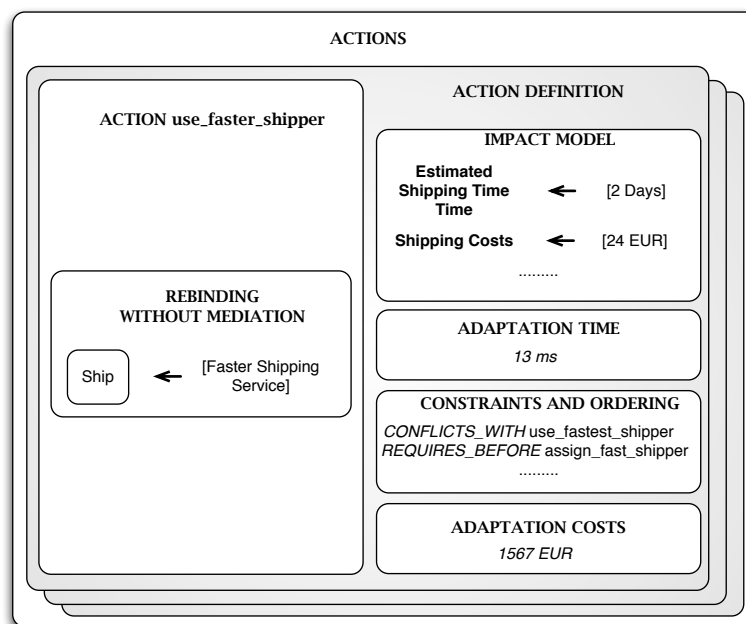 ACTIONS
ACTION use_faster_shipper
REBINDING
WITHOUT MEDIATION
Ship
[Faster Shipping
Service]
ACTION DEFINITION
IMPACT MODEL
Estimated
Shipping Time
Time
[2 Days]
Shipping Costs
[24 EUR]
.........
ADAPTATION TIME
13 ms
CONSTRAINTS AND ORDERING
CONFLICTS_WITH use_fastest_shipper
REQUIRES_BEFORE assign_fast_shipper
.........
ADAPTATION COSTS
1567 EUR